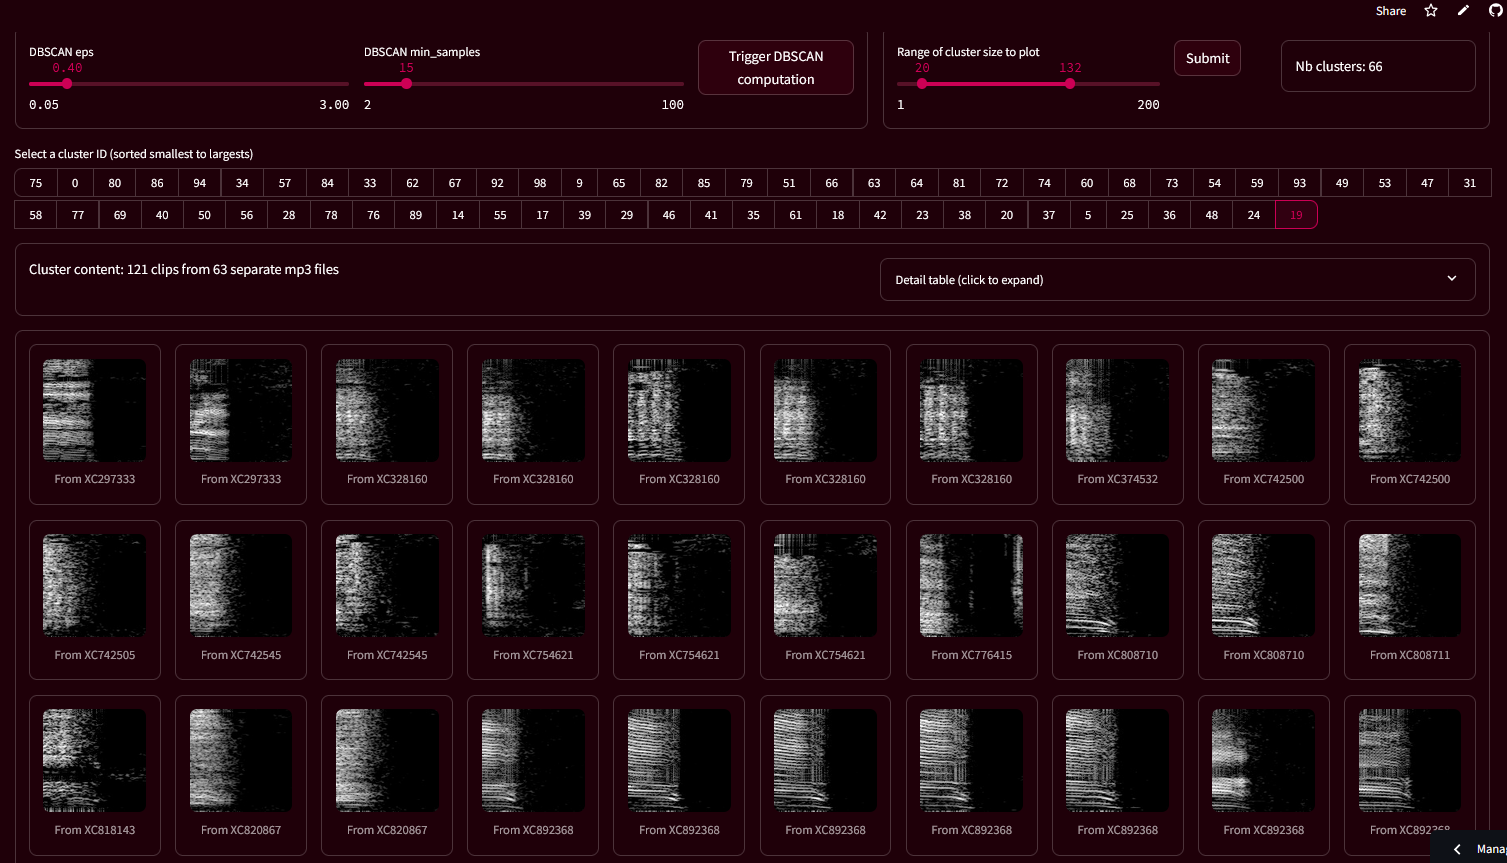 Share
DBSCAN eps
0.40
0.05 3.00
DBSCAN min_samples
15
2 100
Trigger DBSCAN
computation
Range of cluster size to plot
20 132
1 200
Submit
Nb clusters: 66
Select a cluster ID (sorted smallest to largests)
75 0 80 86 94 34 57 84 33 62 67 92 98 9 65 82 85 79 51 66 63 64 81 72 74 60 68 73 54 59 93 49 53 47 31
58 77 69 40 50 56 28 78 76 89 14 55 17 39 29 46 41 35 61 18 42 23 38 20 37 5 25 36 48 24 19
Cluster content: 121 clips from 63 separate mp3 files
Detail table (click to expand)
From XC297333 From XC297333 From XC328160 From XC328160 From XC328160 From XC328160 From XC328160 From XC374532 From XC742500 From XC742500
From XC742505 From XC742545 From XC742545 From XC754621 From XC754621 From XC754621 From XC776415 From XC808710 From XC808710 From XC808711
From XC818143 From XC820867 From XC820867 From XC892368 From XC892368 From XC892368 From XC892368 From XC892368 From XC892368 From XC892368
Mana